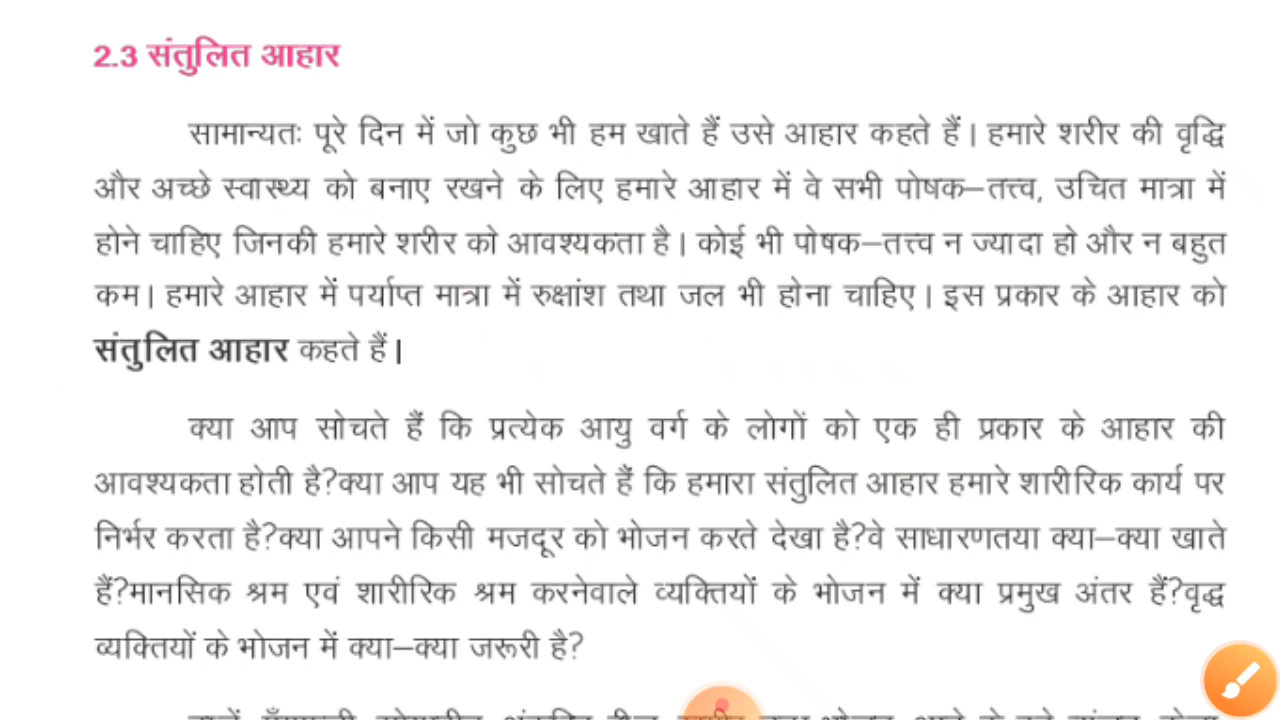 2.3 संतुलित आहार
सामान्यतः पूरे दिन में जो कुछ भी हम खाते हैं उसे आहार कहते हैं। हमारे शरीर की वृद्धि
और अच्छे स्वास्थ्य को बनाए रखने के लिए हमारे आहार में वे सभी पोषक–तत्त्व, उचित मात्रा में
होने चाहिए जिनकी हमारे शरीर को आवश्यकता है। कोई भी पोषक–तत्त्व न ज्यादा हो और न बहुत
कम। हमारे आहार में पर्याप्त मात्रा में रुक्षांश तथा जल भी होना चाहिए। इस प्रकार के आहार को
संतुलित आहार कहते हैं।
क्या आप सोचते हैं कि प्रत्येक आयु वर्ग के लोगों को एक ही प्रकार के आहार की
आवश्यकता होती है?क्या आप यह भी सोचते हैं कि हमारा संतुलित आहार हमारे शारीरिक कार्य पर
निर्भर करता है?क्या आपने किसी मजदूर को भोजन करते देखा है?वे साधारणतया क्या–क्या खाते
हैं?मानसिक श्रम एवं शारीरिक श्रम करनेवाले व्यक्तियों के भोजन में क्या प्रमुख अंतर हैं?वृद्ध
व्यक्तियों के भोजन में क्या–क्या जरूरी है?